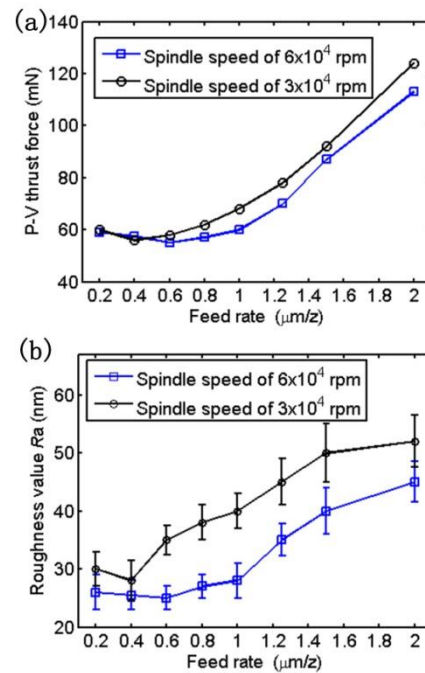 (a)
140
120
100
80
60
40
P-V thrust force (mN)
Spindle speed of 6x10⁴ rpm
Spindle speed of 3x10⁴ rpm
0.2 0.4 0.6 0.8 1 1.2 1.4 1.6 1.8 2
Feed rate (μm/z)
(b)
60
50
40
30
20
Roughness value Ra (nm)
Spindle speed of 6x10⁴ rpm
Spindle speed of 3x10⁴ rpm
0.2 0.4 0.6 0.8 1 1.2 1.4 1.6 1.8 2
Feed rate (μm/z)